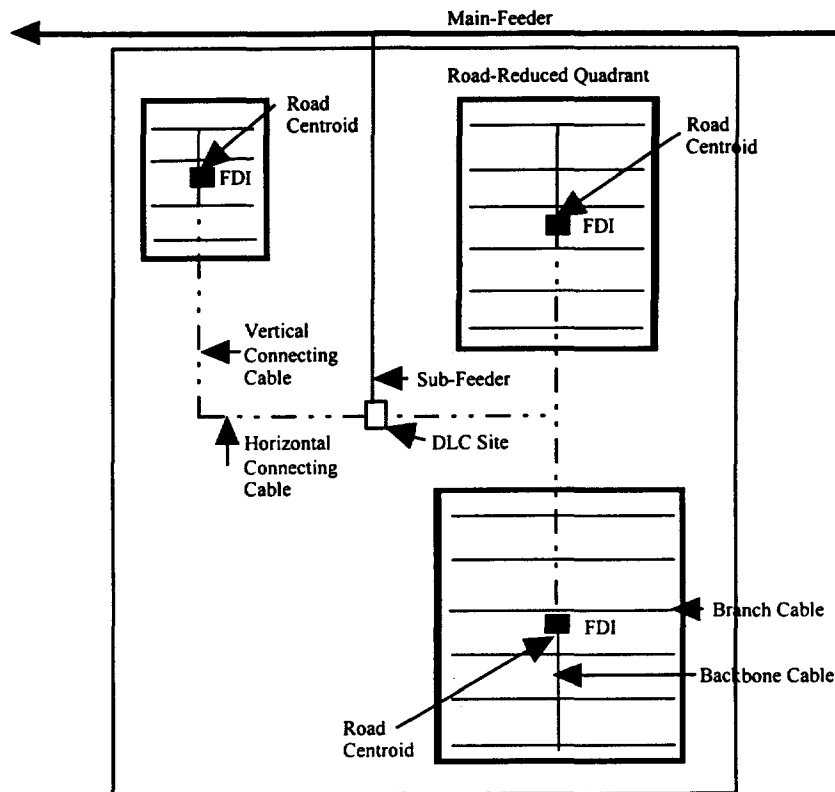 Main-Feeder
Road-Reduced Quadrant
Road
Centroid
FDI
Road
Centroid
FDI
Vertical
Connecting
Cable
Sub-Feeder
Horizontal
Connecting
Cable
DLC Site
Branch Cable
FDI
Backbone Cable
Road
Centroid